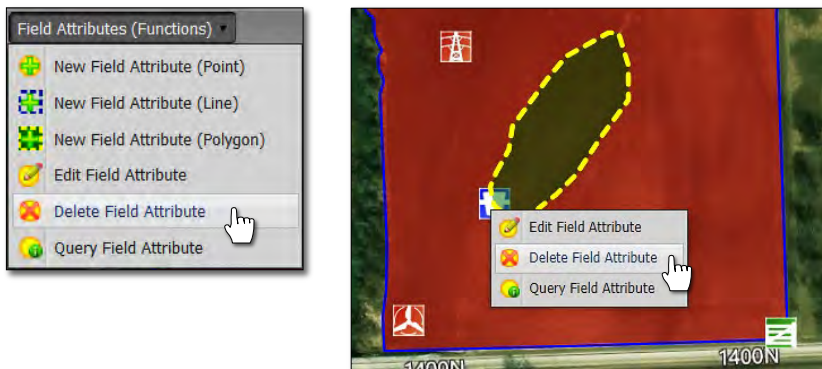 Field Attributes (Functions)
New Field Attribute (Point)
New Field Attribute (Line)
New Field Attribute (Polygon)
Edit Field Attribute
Delete Field Attribute
Query Field Attribute
Edit Field Attribute
Delete Field Attribute
Query Field Attribute
1400N
1400N